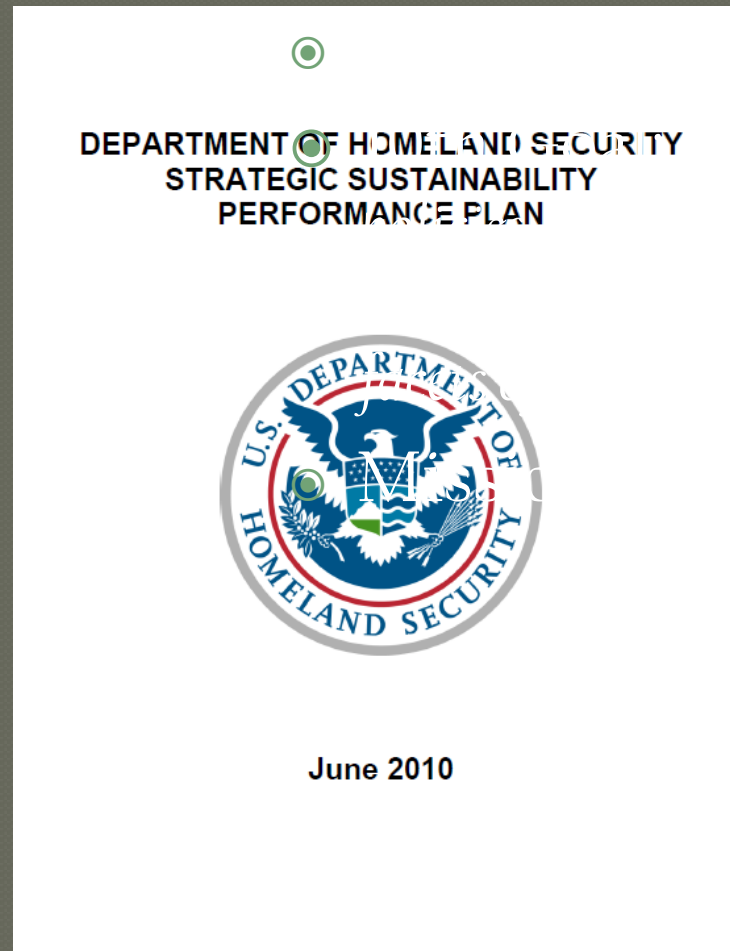 DEPARTMENT OF HOMELAND SECURITY
STRATEGIC SUSTAINABILITY
PERFORMANCE PLAN
U.S. DEPARTMENT OF
HOMELAND SECURITY
June 2010